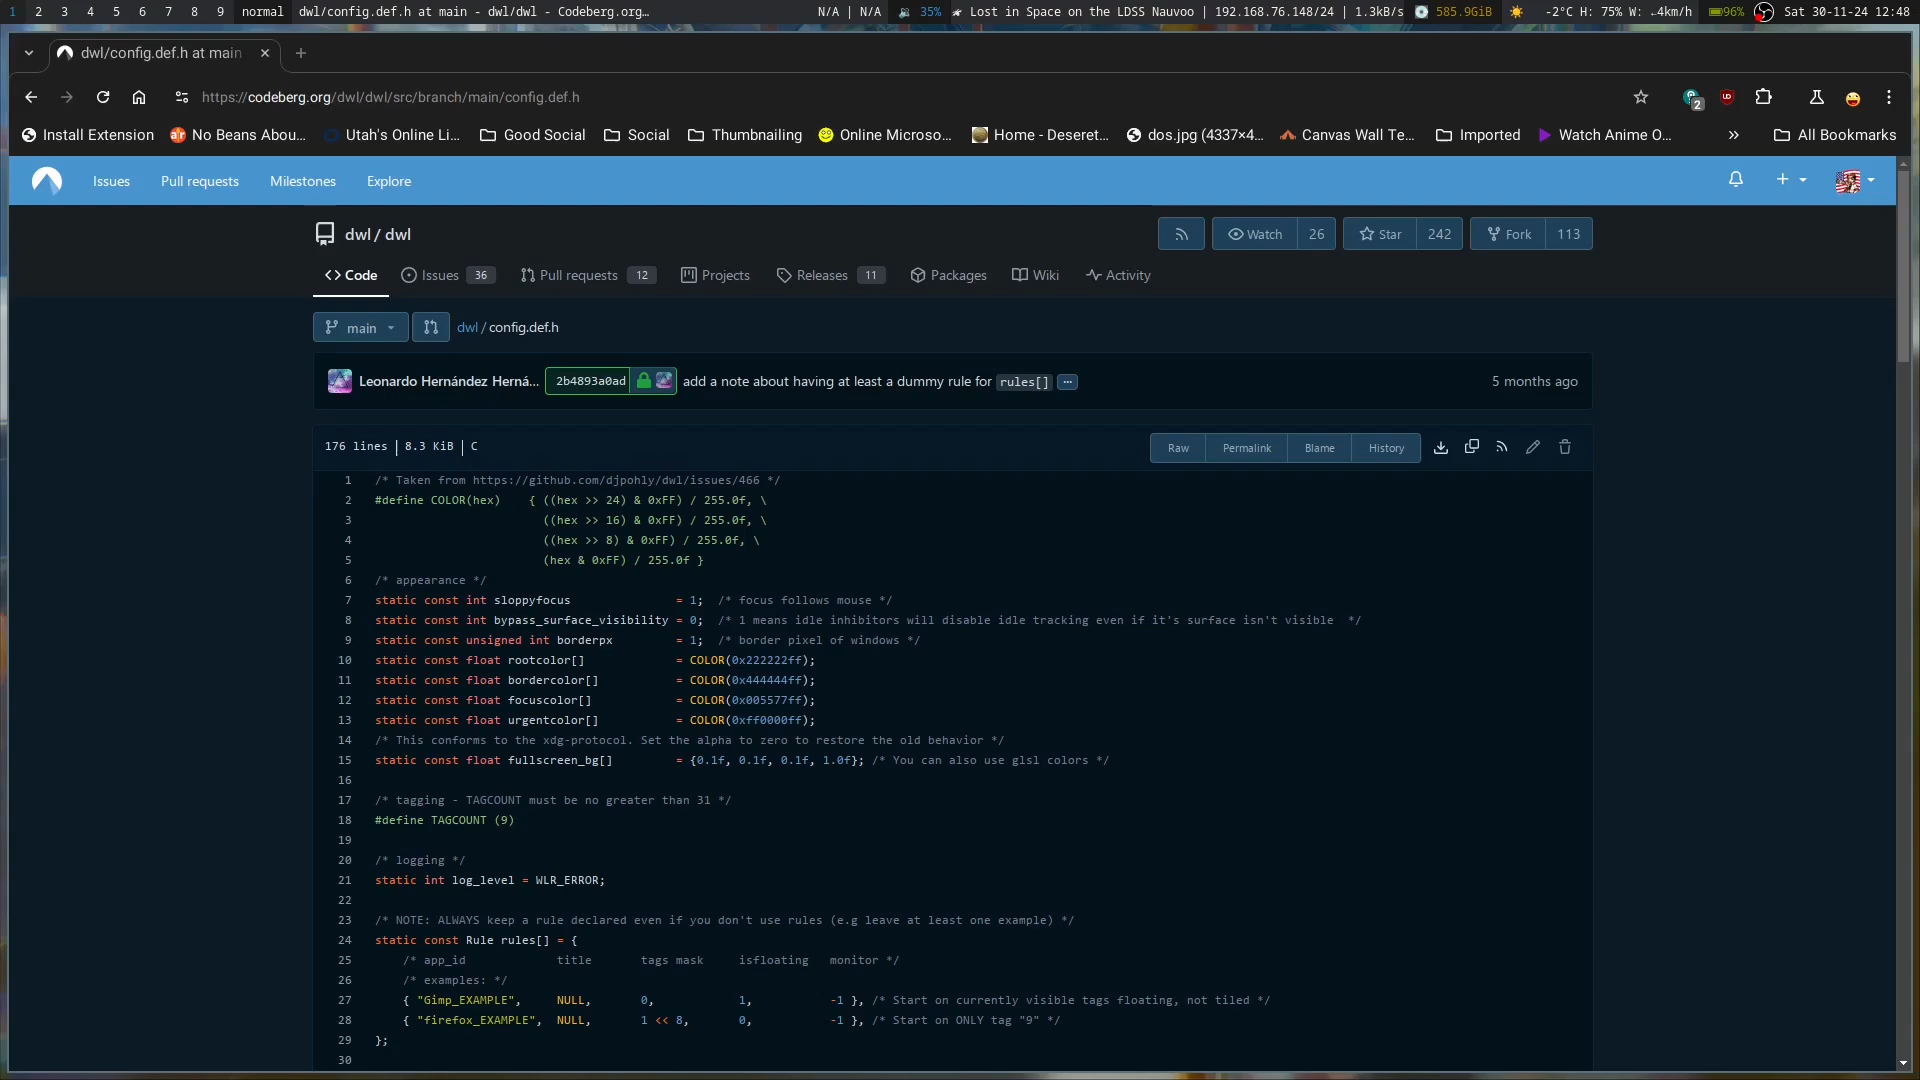 1 2 3 4 5 6 7 8 9 normal dwl/config.def.h at main - dwl/dwl - Codeberg.org… N/A | N/A 35% Lost in Space on the LDSS Nauvoo | 192.168.76.148/24 | 1.3kB/s 585.9GiB -2°C H: 75% W: ←4km/h 96% Sat 30-11-24 12:48
dwl/config.def.h at main
https://codeberg.org/dwl/dwl/src/branch/main/config.def.h 2
Install Extension No Beans Abou... Utah's Online Li... Good Social Social Thumbnailing Online Microso... Home - Deseret... dos.jpg (4337×4... Canvas Wall Te... Imported Watch Anime O... » All Bookmarks
Issues Pull requests Milestones Explore
dwl / dwl Watch 26 Star 242 Fork 113
Code Issues 36 Pull requests 12 Projects Releases 11 Packages Wiki Activity
main dwl / config.def.h
Leonardo Hernández Herná... 2b4893a0ad add a note about having at least a dummy rule for rules[] ... 5 months ago
176 lines | 8.3 KiB | C Raw Permalink Blame History
1 /* Taken from https://github.com/djpohly/dwl/issues/466 */
2 #define COLOR(hex)    { ((hex >> 24) & 0xFF) / 255.0f, \
3                         ((hex >> 16) & 0xFF) / 255.0f, \
4                         ((hex >> 8) & 0xFF) / 255.0f, \
5                         (hex & 0xFF) / 255.0f }
6 /* appearance */
7 static const int sloppyfocus               = 1;  /* focus follows mouse */
8 static const int bypass_surface_visibility = 0;  /* 1 means idle inhibitors will disable idle tracking even if it's surface isn't visible  */
9 static const unsigned int borderpx         = 1;  /* border pixel of windows */
10 static const float rootcolor[]             = COLOR(0x222222ff);
11 static const float bordercolor[]           = COLOR(0x444444ff);
12 static const float focuscolor[]            = COLOR(0x005577ff);
13 static const float urgentcolor[]           = COLOR(0xff0000ff);
14 /* This conforms to the xdg-protocol. Set the alpha to zero to restore the old behavior */
15 static const float fullscreen_bg[]         = {0.1f, 0.1f, 0.1f, 1.0f}; /* You can also use glsl colors */
16
17 /* tagging - TAGCOUNT must be no greater than 31 */
18 #define TAGCOUNT (9)
19
20 /* logging */
21 static int log_level = WLR_ERROR;
22
23 /* NOTE: ALWAYS keep a rule declared even if you don't use rules (e.g leave at least one example) */
24 static const Rule rules[] = {
25     /* app_id             title       tags mask     isfloating   monitor */
26     /* examples: */
27     { "Gimp_EXAMPLE",     NULL,       0,            1,           -1 }, /* Start on currently visible tags floating, not tiled */
28     { "firefox_EXAMPLE",  NULL,       1 << 8,       0,           -1 }, /* Start on ONLY tag "9" */
29 };
30